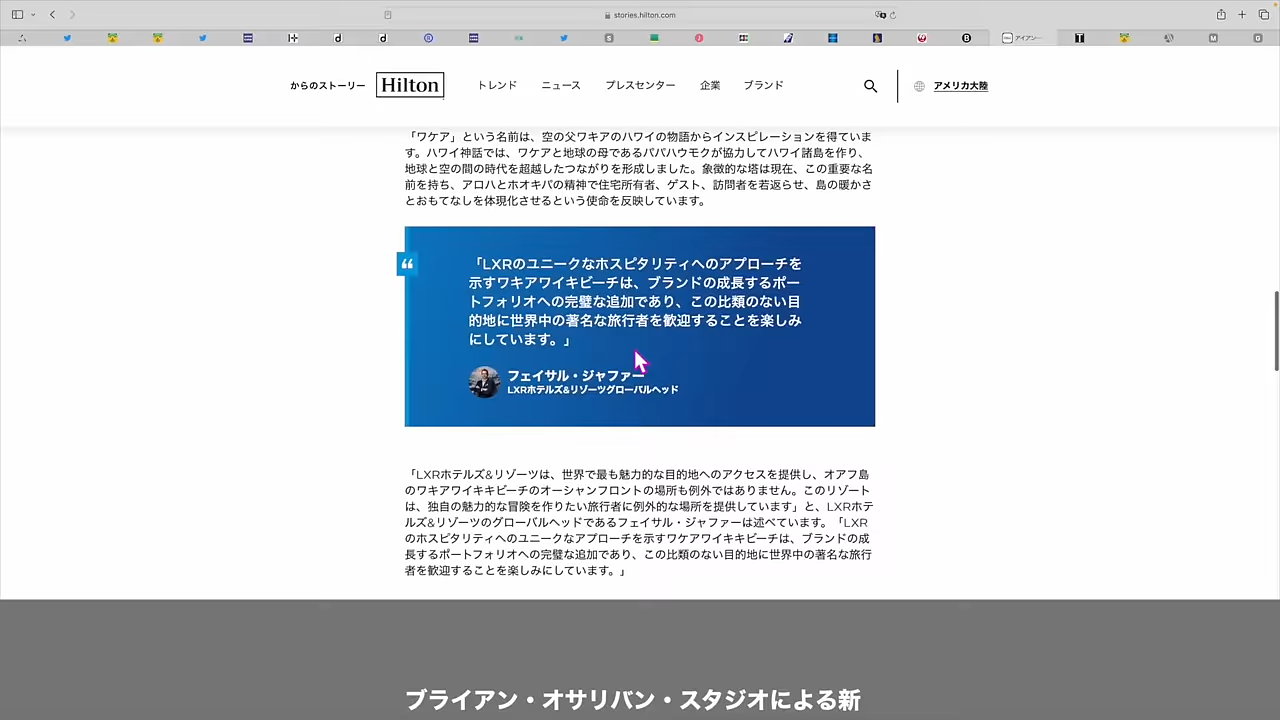 stories.hilton.com
アイアン…
からのストーリー Hilton トレンド ニュース プレスセンター 企業 ブランド アメリカ大陸
「ワケア」という名前は、空の父ワキアのハワイの物語からインスピレーションを得ていま
す。ハワイ神話では、ワケアと地球の母であるパパハウモクが協力してハワイ諸島を作り、
地球と空の間の時代を超越したつながりを形成しました。象徴的な塔は現在、この重要な名
前を持ち、アロハとホオキパの精神で住宅所有者、ゲスト、訪問者を若返らせ、島の暖かさ
とおもてなしを体現化させるという使命を反映しています。
「LXRのユニークなホスピタリティへのアプローチを
示すワキアワイキビーチは、ブランドの成長するポー
トフォリオへの完璧な追加であり、この比類のない目
的地に世界中の著名な旅行者を歓迎することを楽しみ
にしています。」
フェイサル・ジャファー
LXRホテルズ&リゾーツグローバルヘッド
「LXRホテルズ&リゾーツは、世界で最も魅力的な目的地へのアクセスを提供し、オアフ島
のワキアワイキキビーチのオーシャンフロントの場所も例外ではありません。このリゾート
は、独自の魅力的な冒険を作りたい旅行者に例外的な場所を提供しています」と、LXRホテ
ルズ&リゾーツのグローバルヘッドであるフェイサル・ジャファーは述べています。「LXR
のホスピタリティへのユニークなアプローチを示すワケアワイキキビーチは、ブランドの成
長するポートフォリオへの完璧な追加であり、この比類のない目的地に世界中の著名な旅行
者を歓迎することを楽しみにしています。」
ブライアン・オサリバン・スタジオによる新